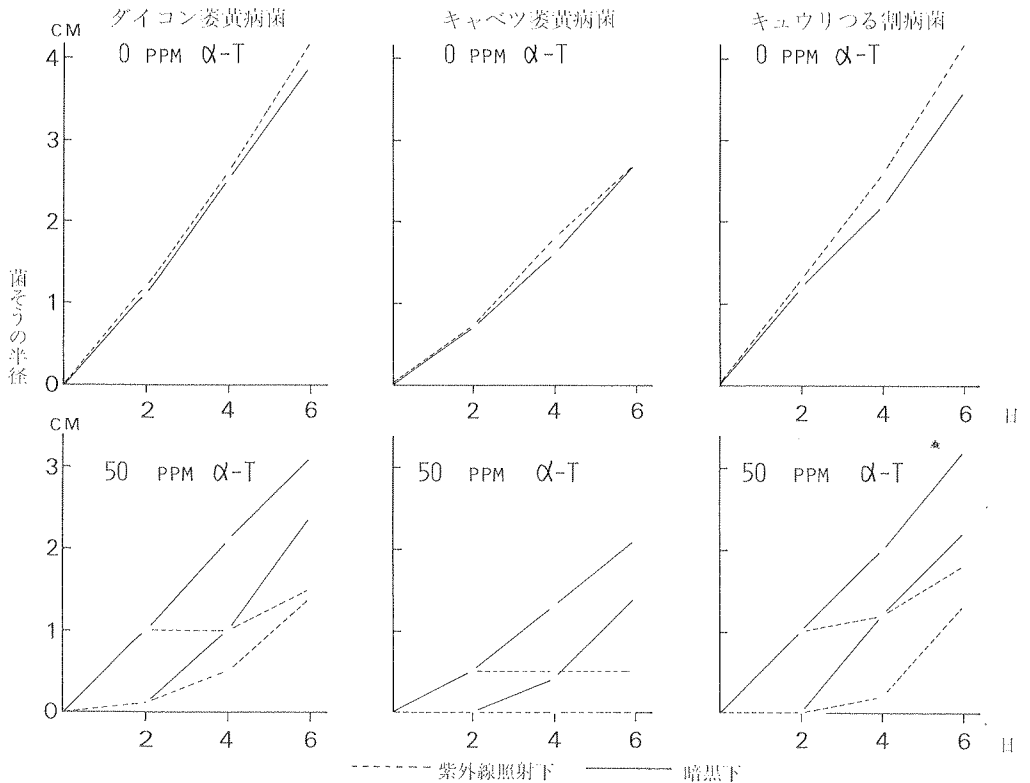 ダイコン萎黄病菌
キャベツ萎黄病菌
キュウリつる割病菌
CM
0 PPM α-T
0 PPM α-T
0 PPM α-T
4
3
2
1
0
菌そうの半径
2 4 6
2 4 6
2 4 6 日
CM
50 PPM α-T
50 PPM α-T
50 PPM α-T
3
2
1
0
2 4 6
2 4 6
2 4 6 日
紫外線照射下
暗黒下